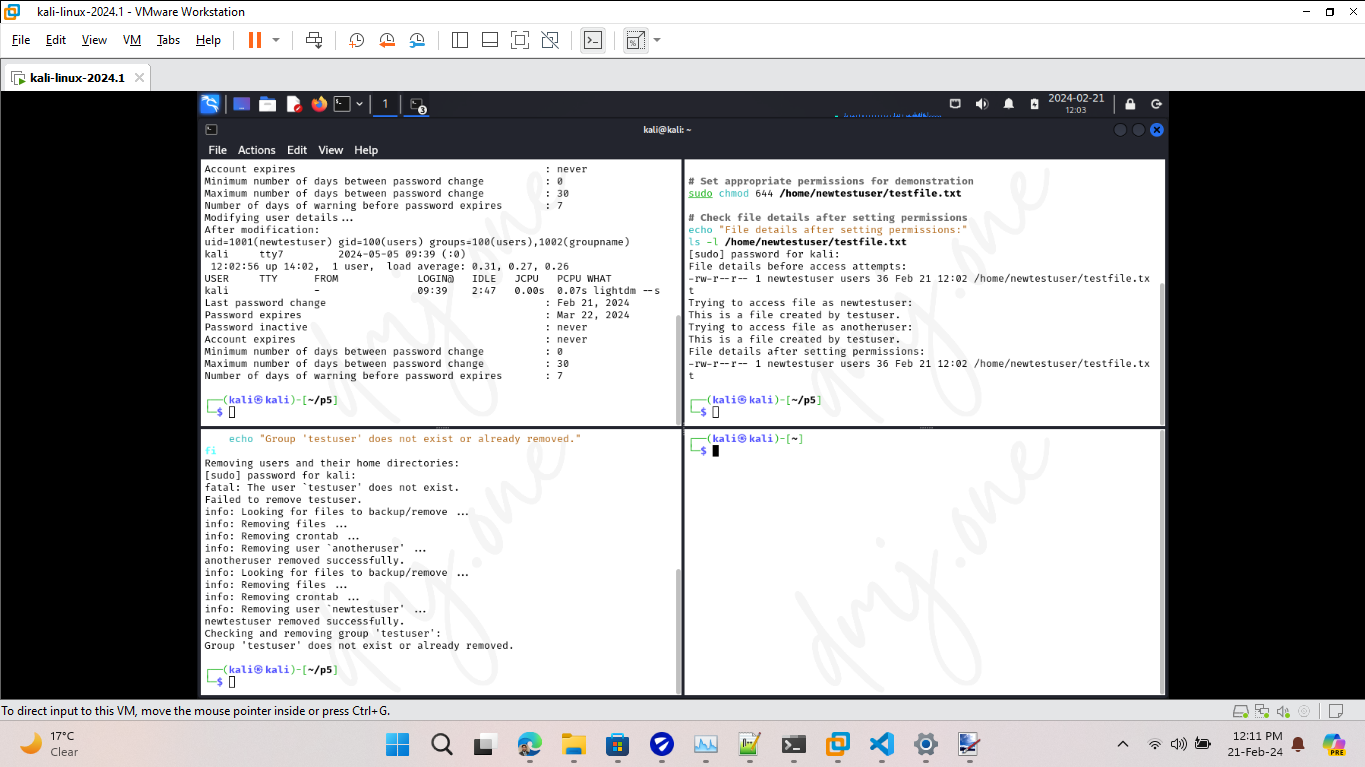 kali-linux-2024.1 - VMware Workstation
File Edit View VM Tabs Help
kali-linux-2024.1
1
3
2024-02-21
12:03
kali@kali: ~
File Actions Edit View Help
Account expires : never
Minimum number of days between password change : 0
Maximum number of days between password change : 30
Number of days of warning before password expires : 7
Modifying user details...
After modification:
uid=1001(newtestuser) gid=100(users) groups=100(users),1002(groupname)
kali tty7 2024-05-05 09:39 (:0)
12:02:56 up 14:02, 1 user, load average: 0.31, 0.27, 0.26
USER TTY FROM LOGIN@ IDLE JCPU PCPU WHAT
kali - 09:39 2:47 0.00s 0.07s lightdm --s
Last password change : Feb 21, 2024
Password expires : Mar 22, 2024
Password inactive : never
Account expires : never
Minimum number of days between password change : 0
Maximum number of days between password change : 30
Number of days of warning before password expires : 7
┌──(kali㉿kali)-[~/p5]
└─$
# Set appropriate permissions for demonstration
sudo chmod 644 /home/newtestuser/testfile.txt
# Check file details after setting permissions
echo "File details after setting permissions:"
ls -l /home/newtestuser/testfile.txt
[sudo] password for kali:
File details before access attempts:
-rw-r--r-- 1 newtestuser users 36 Feb 21 12:02 /home/newtestuser/testfile.tx
t
Trying to access file as newtestuser:
This is a file created by testuser.
Trying to access file as anotheruser:
This is a file created by testuser.
File details after setting permissions:
-rw-r--r-- 1 newtestuser users 36 Feb 21 12:02 /home/newtestuser/testfile.tx
t
┌──(kali㉿kali)-[~/p5]
└─$
echo "Group 'testuser' does not exist or already removed."
fi
Removing users and their home directories:
[sudo] password for kali:
fatal: The user `testuser' does not exist.
Failed to remove testuser.
info: Looking for files to backup/remove ...
info: Removing files ...
info: Removing crontab ...
info: Removing user `anotheruser' ...
anotheruser removed successfully.
info: Looking for files to backup/remove ...
info: Removing files ...
info: Removing crontab ...
info: Removing user `newtestuser' ...
newtestuser removed successfully.
Checking and removing group 'testuser':
Group 'testuser' does not exist or already removed.
┌──(kali㉿kali)-[~/p5]
└─$
┌──(kali㉿kali)-[~]
└─$
dmj.one
dmj.one
dmj.one
dmj.one
To direct input to this VM, move the mouse pointer inside or press Ctrl+G.
17°C
Clear
12:11 PM
21-Feb-24
PRE